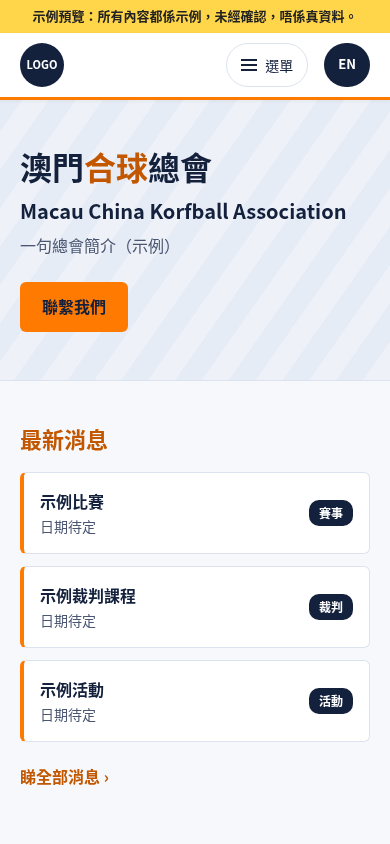 示例預覽：所有內容都係示例，未經確認，唔係真資料。
LOGO
選單
EN
澳門合球總會
Macau China Korfball Association
一句總會簡介（示例）
聯繫我們
最新消息
示例比賽
日期待定
賽事
示例裁判課程
日期待定
裁判
示例活動
日期待定
活動
睇全部消息 ›